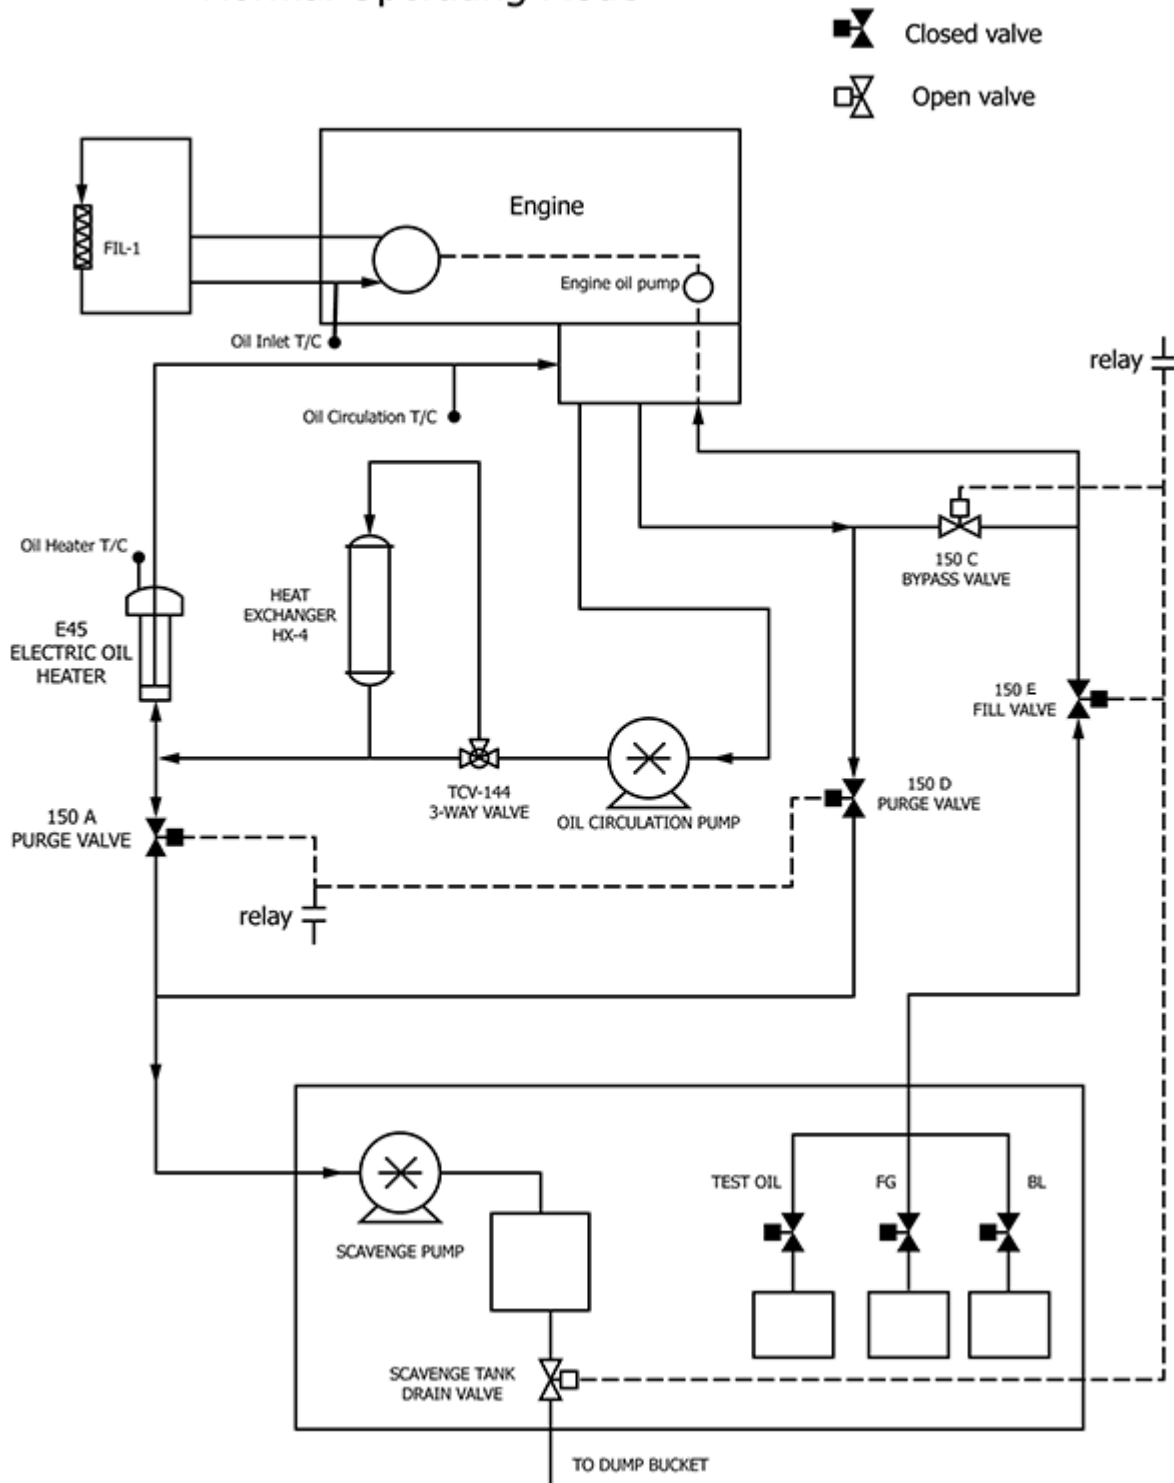 Normal Operating Mode
Closed valve
Open valve
Engine
FIL-1
Engine oil pump
Oil Inlet T/C
relay
Oil Circulation T/C
Oil Heater T/C
150 C
BYPASS VALVE
HEAT
EXCHANGER
HX-4
E45
ELECTRIC OIL
HEATER
150 E
FILL VALVE
TCV-144
3-WAY VALVE
OIL CIRCULATION PUMP
150 D
PURGE VALVE
150 A
PURGE VALVE
relay
TEST OIL
FG
BL
SCAVENGE PUMP
SCAVENGE TANK
DRAIN VALVE
TO DUMP BUCKET